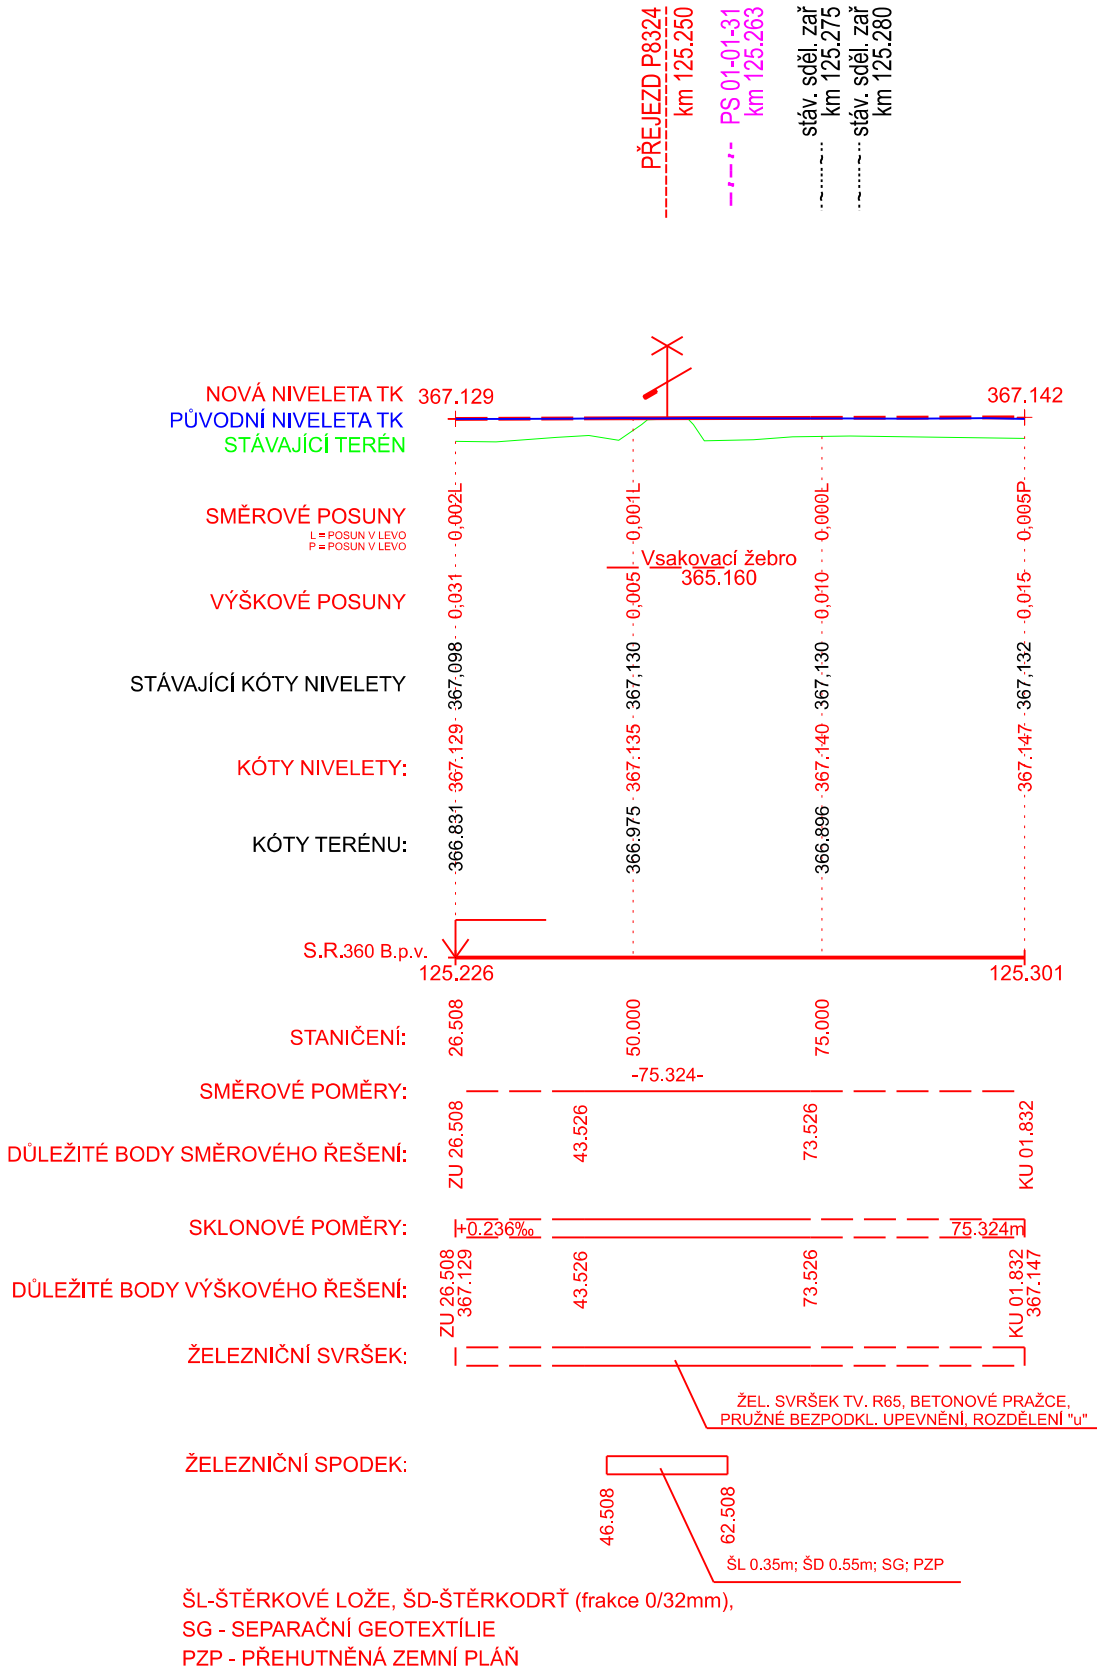 PŘEJEZD P8324
km 125.250
PS 01-01-31
km 125.263
stáv. sděl. zař
km 125.275
stáv. sděl. zař
km 125.280
NOVÁ NIVELETA TK 367.129 367.142
PŮVODNÍ NIVELETA TK
STÁVAJÍCÍ TERÉN
SMĚROVÉ POSUNY 0,002L 0,001L 0,000L 0,005P
L = POSUN V LEVO
P = POSUN V LEVO
Vsakovací žebro
365.160
VÝŠKOVÉ POSUNY 0,031 0,005 0,010 0,015
STÁVAJÍCÍ KÓTY NIVELETY 367,098 367,130 367,130 367,132
KÓTY NIVELETY: 367.129 367.135 367.140 367.147
KÓTY TERÉNU: 366.831 366.975 366.896
S.R.360 B.p.v.
125.226 125.301
STANIČENÍ: 26.508 50.000 75.000
SMĚROVÉ POMĚRY: -75.324-
DŮLEŽITÉ BODY SMĚROVÉHO ŘEŠENÍ: ZU 26.508 43.526 73.526 KU 01.832
SKLONOVÉ POMĚRY: +0.236‰ 75.324m
DŮLEŽITÉ BODY VÝŠKOVÉHO ŘEŠENÍ: ZU 26.508 367.129 43.526 73.526 KU 01.832 367.147
ŽELEZNIČNÍ SVRŠEK:
ŽEL. SVRŠEK TV. R65, BETONOVÉ PRAŽCE,
PRUŽNÉ BEZPODKL. UPEVNĚNÍ, ROZDĚLENÍ "u"
ŽELEZNIČNÍ SPODEK:
46.508 62.508
ŠL 0.35m; ŠD 0.55m; SG; PZP
ŠL-ŠTĚRKOVÉ LOŽE, ŠD-ŠTĚRKODRŤ (frakce 0/32mm),
SG - SEPARAČNÍ GEOTEXTÍLIE
PZP - PŘEHUTNĚNÁ ZEMNÍ PLÁŇ